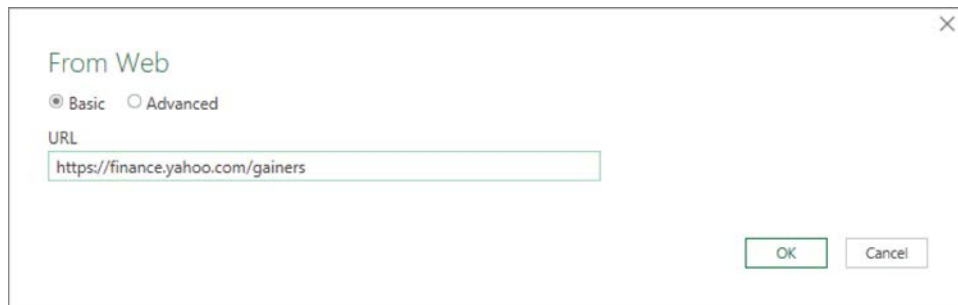 From Web
Basic Advanced
URL
https://finance.yahoo.com/gainers
OK Cancel